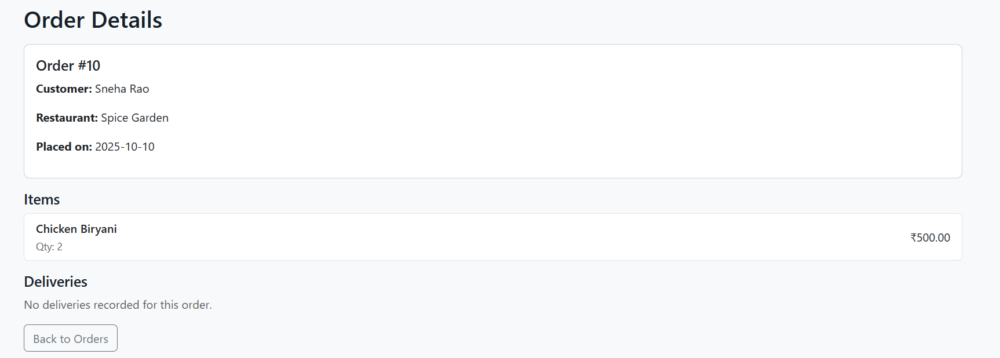 Order Details
Order #10
Customer: Sneha Rao
Restaurant: Spice Garden
Placed on: 2025-10-10
Items
Chicken Biryani
Qty: 2
₹500.00
Deliveries
No deliveries recorded for this order.
Back to Orders